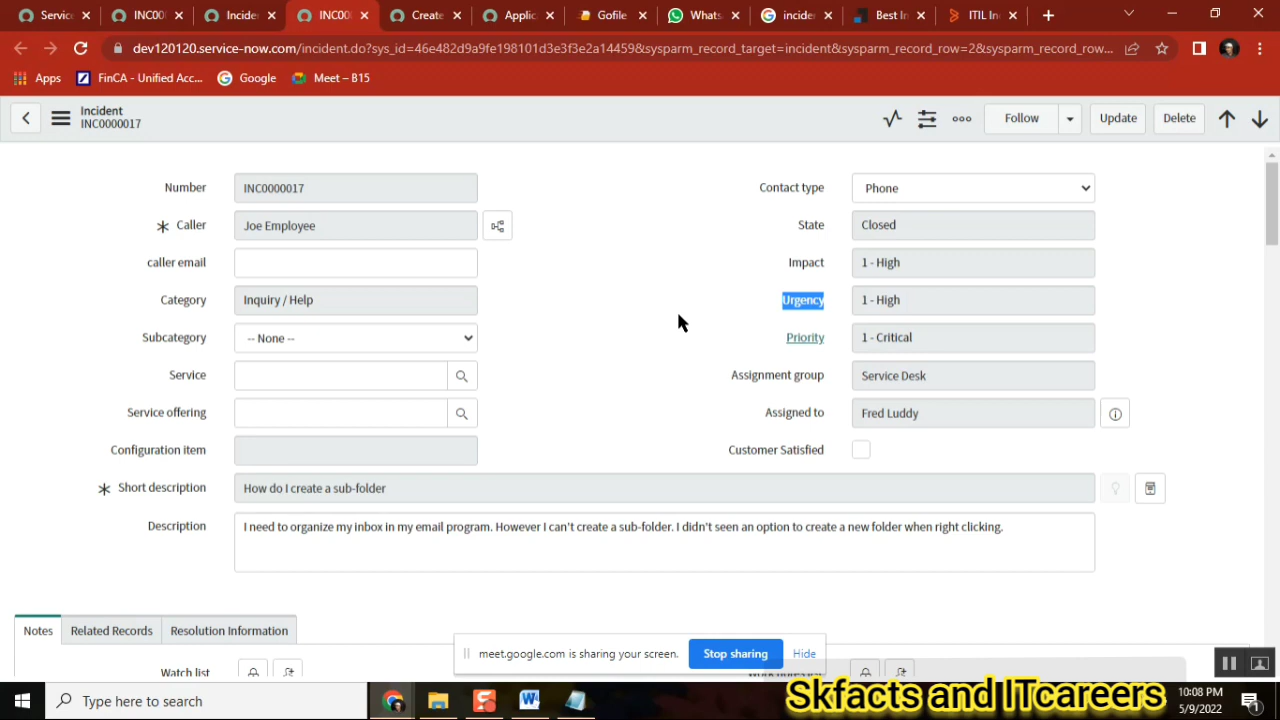 Servic
INC00
Incide
INC00
Create
Applic
Gofile
Whats
incide
Best In
ITIL In
dev120120.service-now.com/incident.do?sys_id=46e482d9a9fe198101d3e3f3e2a14459&sysparm_record_target=incident&sysparm_record_row=2&sysparm_record_row...
Apps FinCA - Unified Acc... Google Meet – B15
Incident
INC0000017
Follow Update Delete
Number INC0000017
Contact type Phone
Caller Joe Employee
State Closed
caller email
Impact 1 - High
Category Inquiry / Help
Urgency 1 - High
Subcategory -- None --
Priority 1 - Critical
Service
Assignment group Service Desk
Service offering
Assigned to Fred Luddy
Configuration item
Customer Satisfied
Short description How do I create a sub-folder
Description I need to organize my inbox in my email program. However I can't create a sub-folder. I didn't seen an option to create a new folder when right clicking.
Notes Related Records Resolution Information
meet.google.com is sharing your screen. Stop sharing Hide
Watch list
Type here to search
Skfacts and ITcareers
10:08 PM
5/9/2022